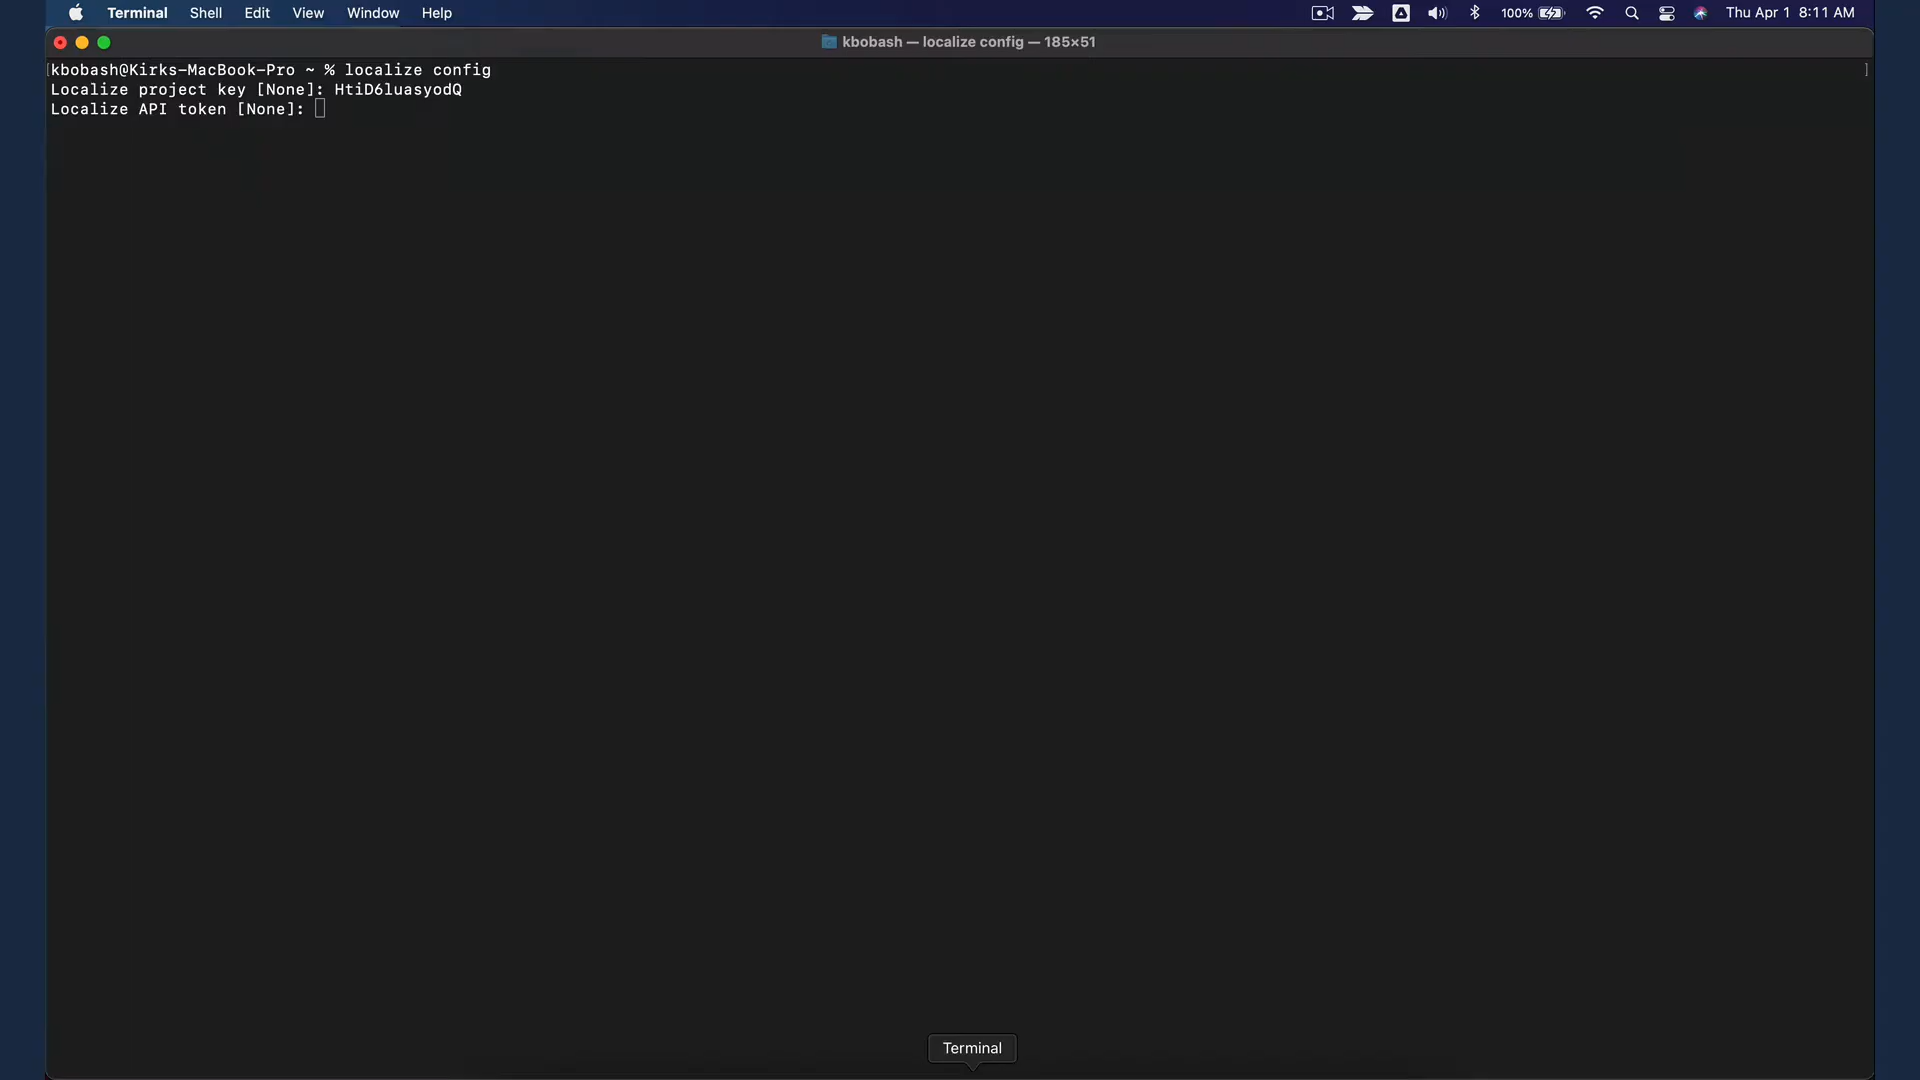 Terminal Shell Edit View Window Help 100% Thu Apr 1 8:11 AM
kbobash — localize config — 185×51
kbobash@Kirks-MacBook-Pro ~ % localize config
Localize project key [None]: HtiD6luasyodQ
Localize API token [None]:
Terminal